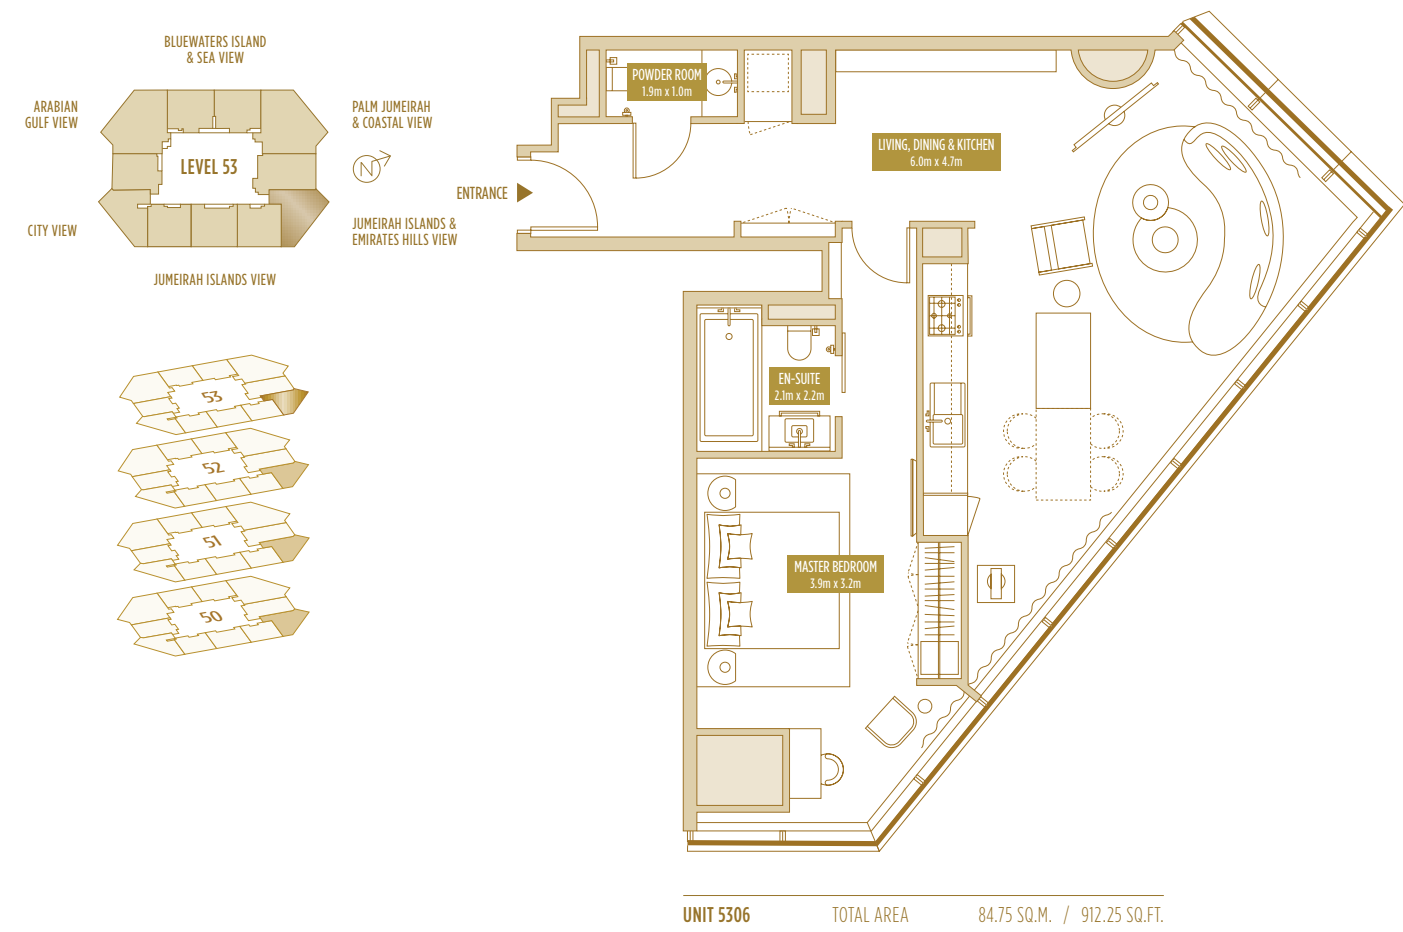 BLUEWATERS ISLAND
& SEA VIEW
ARABIAN
GULF VIEW
PALM JUMEIRAH
& COASTAL VIEW
LEVEL 53
N
CITY VIEW
JUMEIRAH ISLANDS &
EMIRATES HILLS VIEW
JUMEIRAH ISLANDS VIEW
53
52
51
50
POWDER ROOM
1.9m x 1.0m
LIVING, DINING & KITCHEN
6.0m x 4.7m
ENTRANCE
EN-SUITE
2.1m x 2.2m
MASTER BEDROOM
3.9m x 3.2m
UNIT 5306 TOTAL AREA 84.75 SQ.M. / 912.25 SQ.FT.